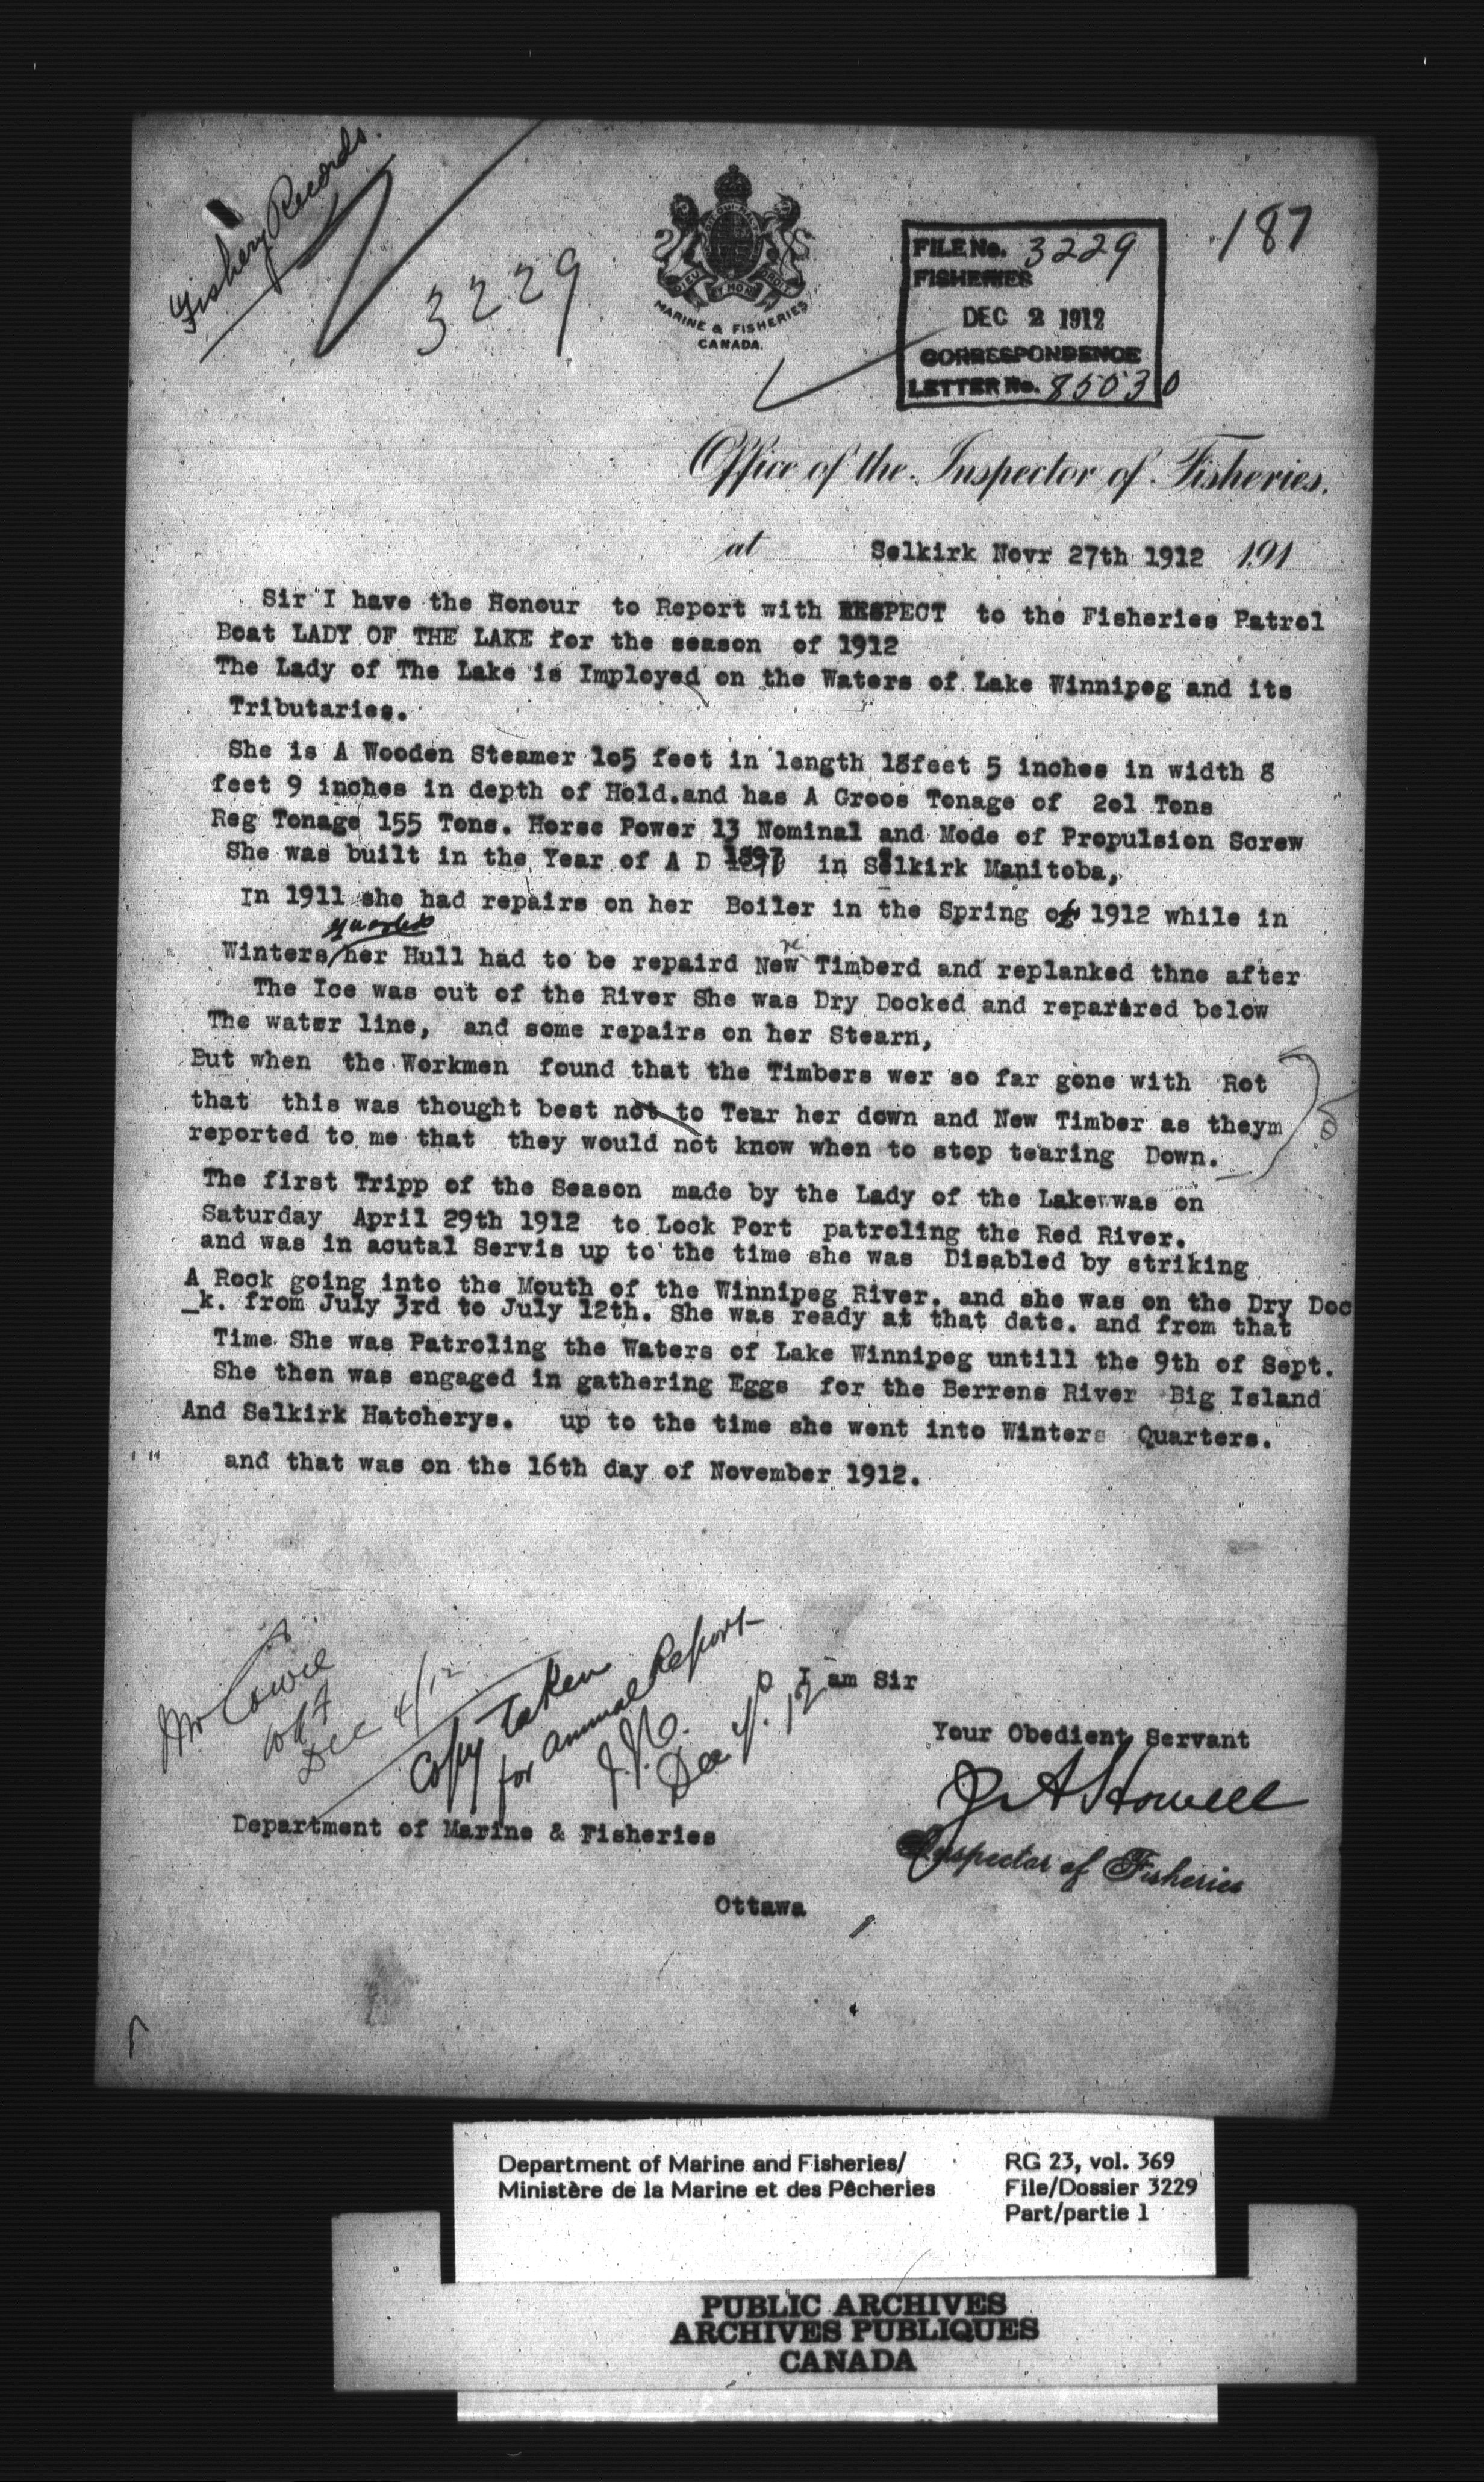 Fishery Records.
3229
DIEU ET MON DROIT
MARINE & FISHERIES
CANADA.
187
FILE No. 3229
FISHERIES
DEC 2 1912
CORRESPONDENCE
LETTER No. 85030
Office of the Inspector of Fisheries.
at Selkirk Novr 27th 1912 191
Sir I have the Honour to Report with RESPECT to the Fisheries Patrol
Boat LADY OF THE LAKE for the season of 1912
The Lady of The Lake is Imployed on the Waters of Lake Winnipeg and its
Tributaries.
She is A Wooden Steamer 1o5 feet in length 18feet 5 inches in width 8
feet 9 inches in depth of Hold.and has A Groos Tonage of 2o1 Tons
Reg Tonage 155 Tons. Horse Power 13 Nominal and Mode of Propulsion Screw
She was built in the Year of A D 1897 in Selkirk Manitoba,
In 1911 she had repairs on her Boiler in the Spring of 1912 while in
quarters
Winters/her Hull had to be repaird New re Timberd and replanked thne after
The Ice was out of the River She was Dry Docked and reparired below
The water line, and some repairs on her Stearn,
But when the Workmen found that the Timbers wer so far gone with Rot
that this was thought best not to Tear her down and New Timber as theym
reported to me that they would not know when to stop tearing Down.
The first Tripp of the Season made by the Lady of the Lake was on
Saturday April 29th 1912 to Lock Port patroling the Red River.
and was in acutal Servis up to the time she was Disabled by striking
A Rock going into the Mouth of the Winnipeg River. and she was on the Dry Doc
_k. from July 3rd to July 12th. She was ready at that date. and from that
Time She was Patroling the Waters of Lake Winnipeg untill the 9th of Sept.
She then was engaged in gathering Eggs for the Berrens River Big Island
And Selkirk Hatcherys. up to the time she went into Winters Quarters.
and that was on the 16th day of November 1912.
Mr Cowie
Dec 4/12
Copy taken
for annual Report
Dec 12
I am Sir
Your Obedient Servant
J A Howell
Inspector of Fisheries
Department of Marine & Fisheries
Ottawa
Department of Marine and Fisheries/
Ministère de la Marine et des Pêcheries
RG 23, vol. 369
File/Dossier 3229
Part/partie 1
PUBLIC ARCHIVES
ARCHIVES PUBLIQUES
CANADA